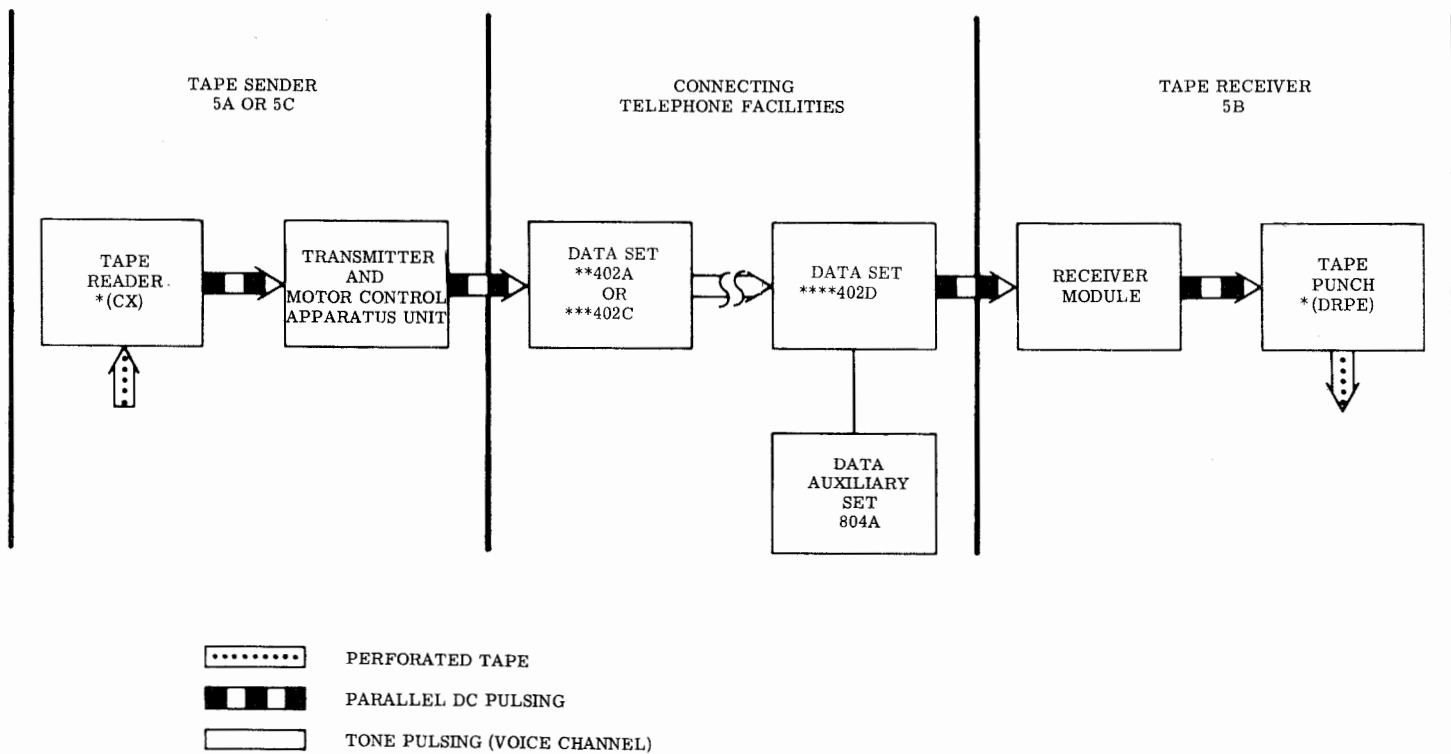 TAPE SENDER
5A OR 5C
CONNECTING
TELEPHONE FACILITIES
TAPE RECEIVER
5B
TAPE
READER
*(CX)
TRANSMITTER
AND
MOTOR CONTROL
APPARATUS UNIT
DATA SET
**402A
OR
***402C
DATA SET
****402D
RECEIVER
MODULE
TAPE
PUNCH
*(DRPE)
DATA
AUXILIARY
SET
804A
PERFORATED TAPE
PARALLEL DC PULSING
TONE PULSING (VOICE CHANNEL)